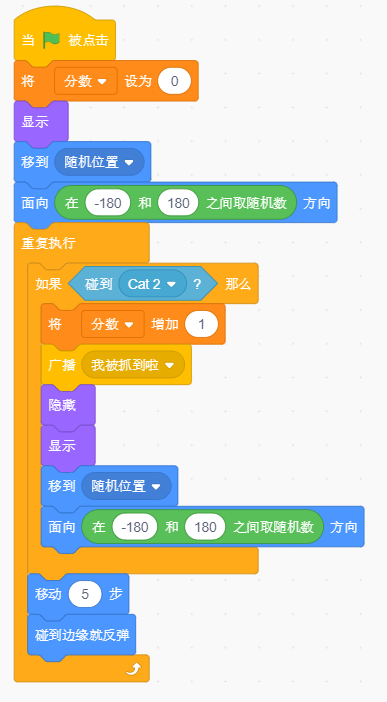 当 被点击
将 分数 设为 0
显示
移到 随机位置
面向 在 -180 和 180 之间取随机数 方向
重复执行
如果 碰到 Cat 2 ? 那么
将 分数 增加 1
广播 我被抓到啦
隐藏
显示
移到 随机位置
面向 在 -180 和 180 之间取随机数 方向
移动 5 步
碰到边缘就反弹